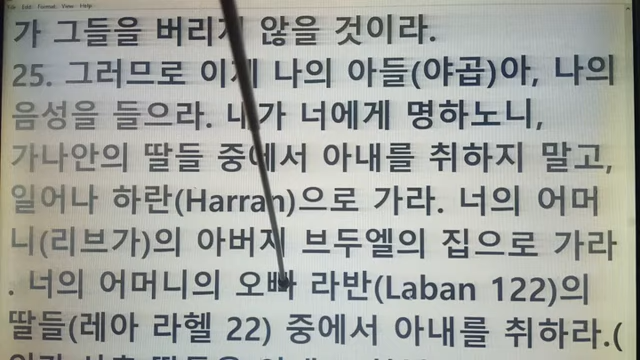 File Edit Format View Help
가 그들을 버리지 않을 것이라.
25. 그러므로 이제 나의 아들(야곱)아, 나의
음성을 들으라. 내가 너에게 명하노니,
가나안의 딸들 중에서 아내를 취하지 말고,
일어나 하란(Harran)으로 가라. 너의 어머
니(리브가)의 아버지 브두엘의 집으로 가라
. 너의 어머니의 오빠 라반(Laban 122)의
딸들(레아 라헬 22) 중에서 아내를 취하라.(